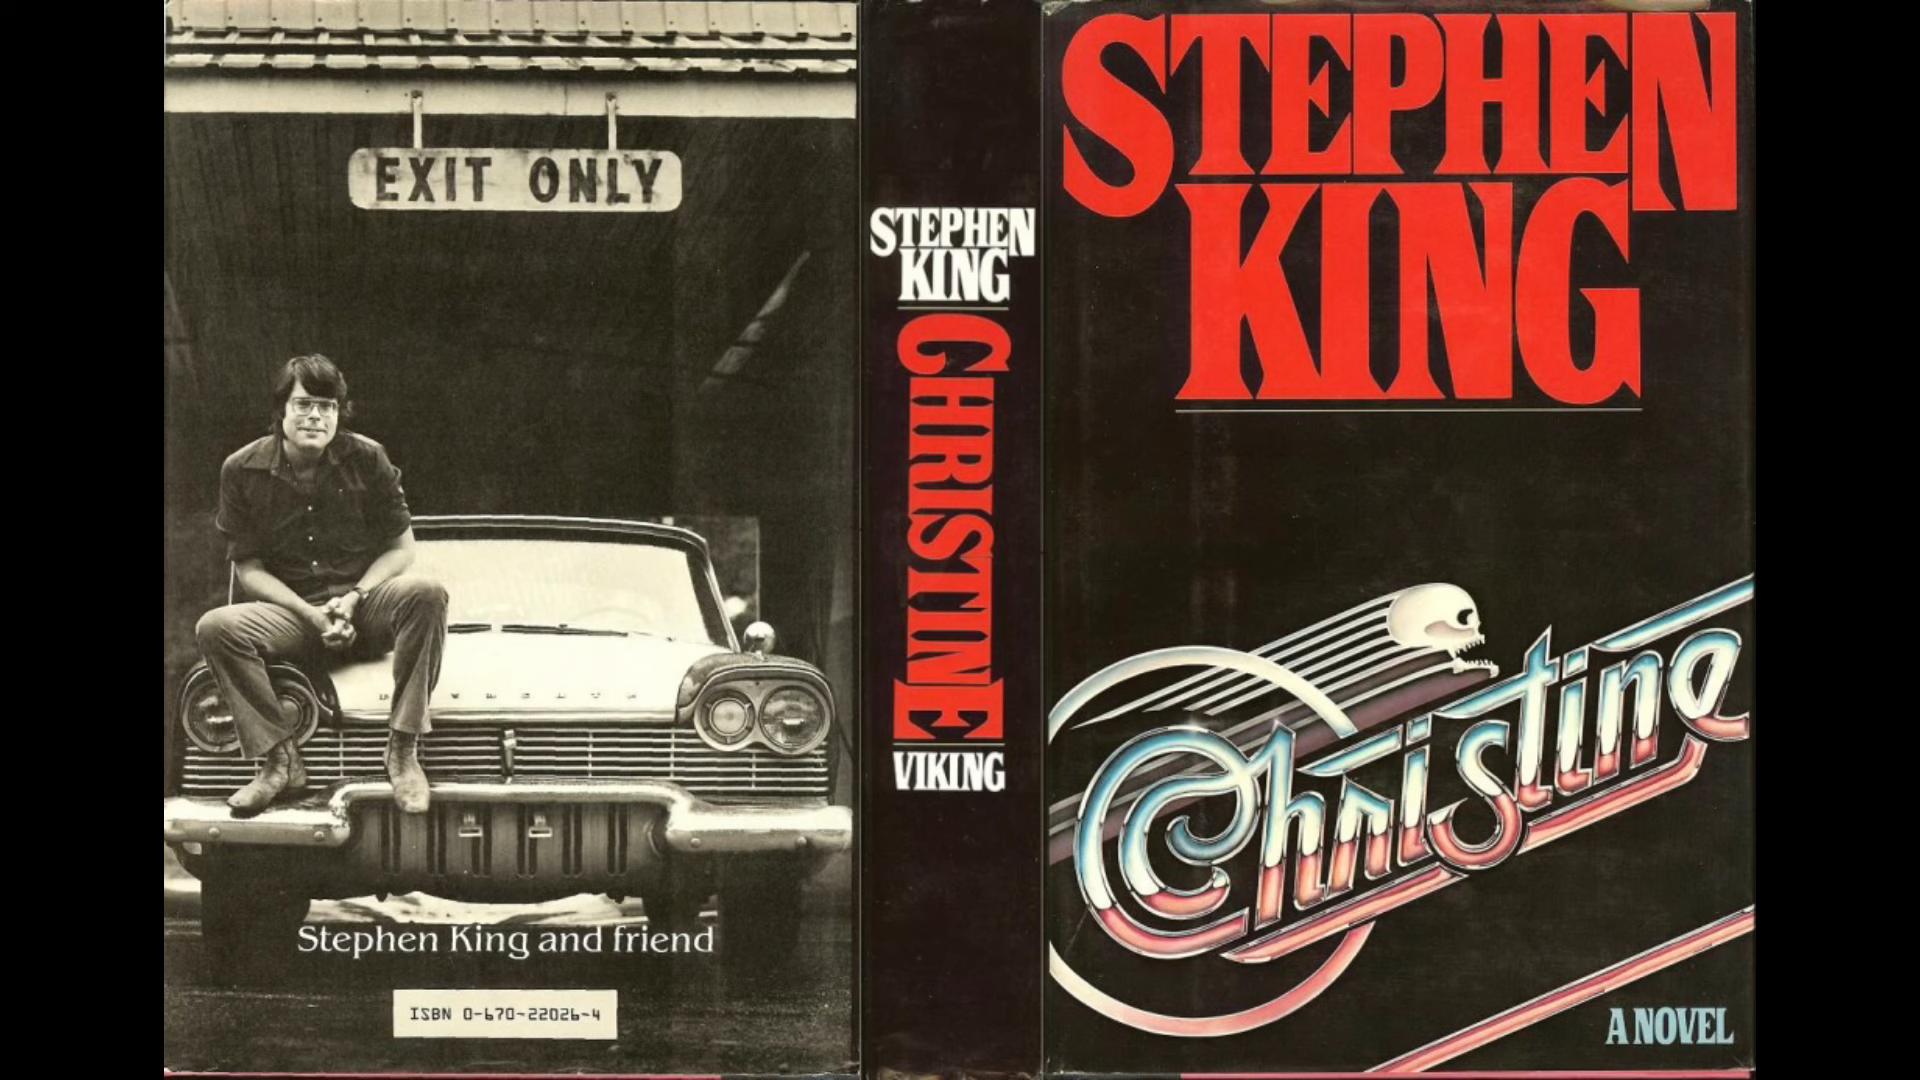 EXIT ONLY
Stephen King and friend
ISBN 0-670-22026-4
STEPHEN
KING
CHRISTINE
VIKING
STEPHEN
KING
Christine
A NOVEL